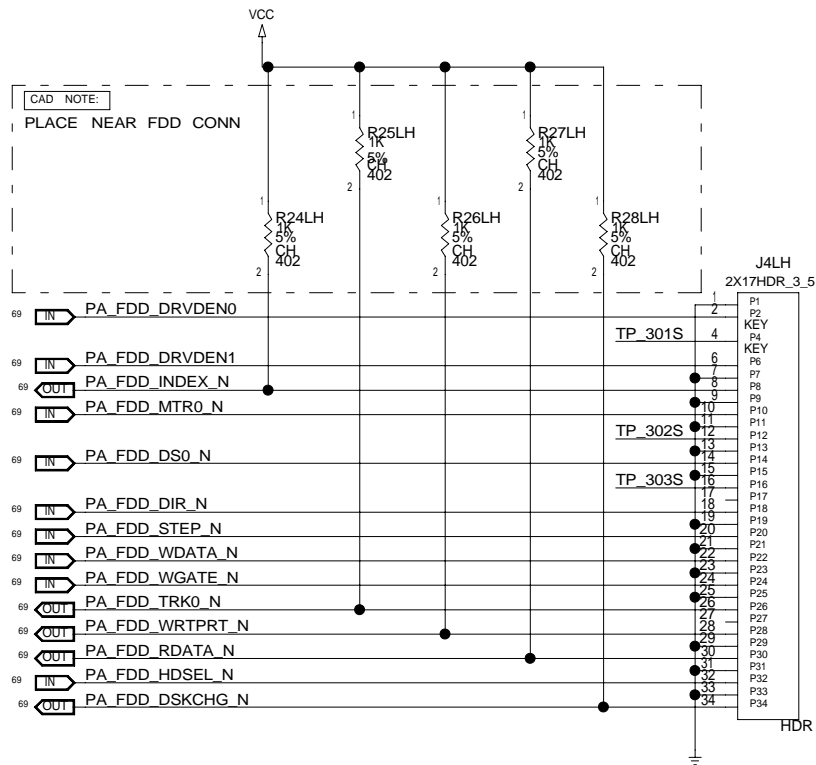 VCC
CAD NOTE:
PLACE NEAR FDD CONN
1
R25LH
1K
5%
CH
402
2
1
R27LH
1K
5%
CH
402
2
1
R24LH
1K
5%
CH
402
2
1
R26LH
1K
5%
CH
402
2
1
R28LH
1K
5%
CH
402
2
J4LH
2X17HDR_3_5
1 P1
69 IN PA_FDD_DRVDEN0 2 P2
KEY
TP_301S 4 P4
KEY
69 IN PA_FDD_DRVDEN1 6 P6
7 P7
69 OUT PA_FDD_INDEX_N 8 P8
9 P9
69 IN PA_FDD_MTR0_N 10 P10
11 P11
TP_302S 12 P12
13 P13
69 IN PA_FDD_DS0_N 14 P14
15 P15
TP_303S 16 P16
17 P17
69 IN PA_FDD_DIR_N 18 P18
19 P19
69 IN PA_FDD_STEP_N 20 P20
21 P21
69 IN PA_FDD_WDATA_N 22 P22
23 P23
69 IN PA_FDD_WGATE_N 24 P24
25 P25
69 OUT PA_FDD_TRK0_N 26 P26
27 P27
69 OUT PA_FDD_WRTPRT_N 28 P28
29 P29
69 OUT PA_FDD_RDATA_N 30 P30
31 P31
69 IN PA_FDD_HDSEL_N 32 P32
33 P33
69 OUT PA_FDD_DSKCHG_N 34 P34
HDR